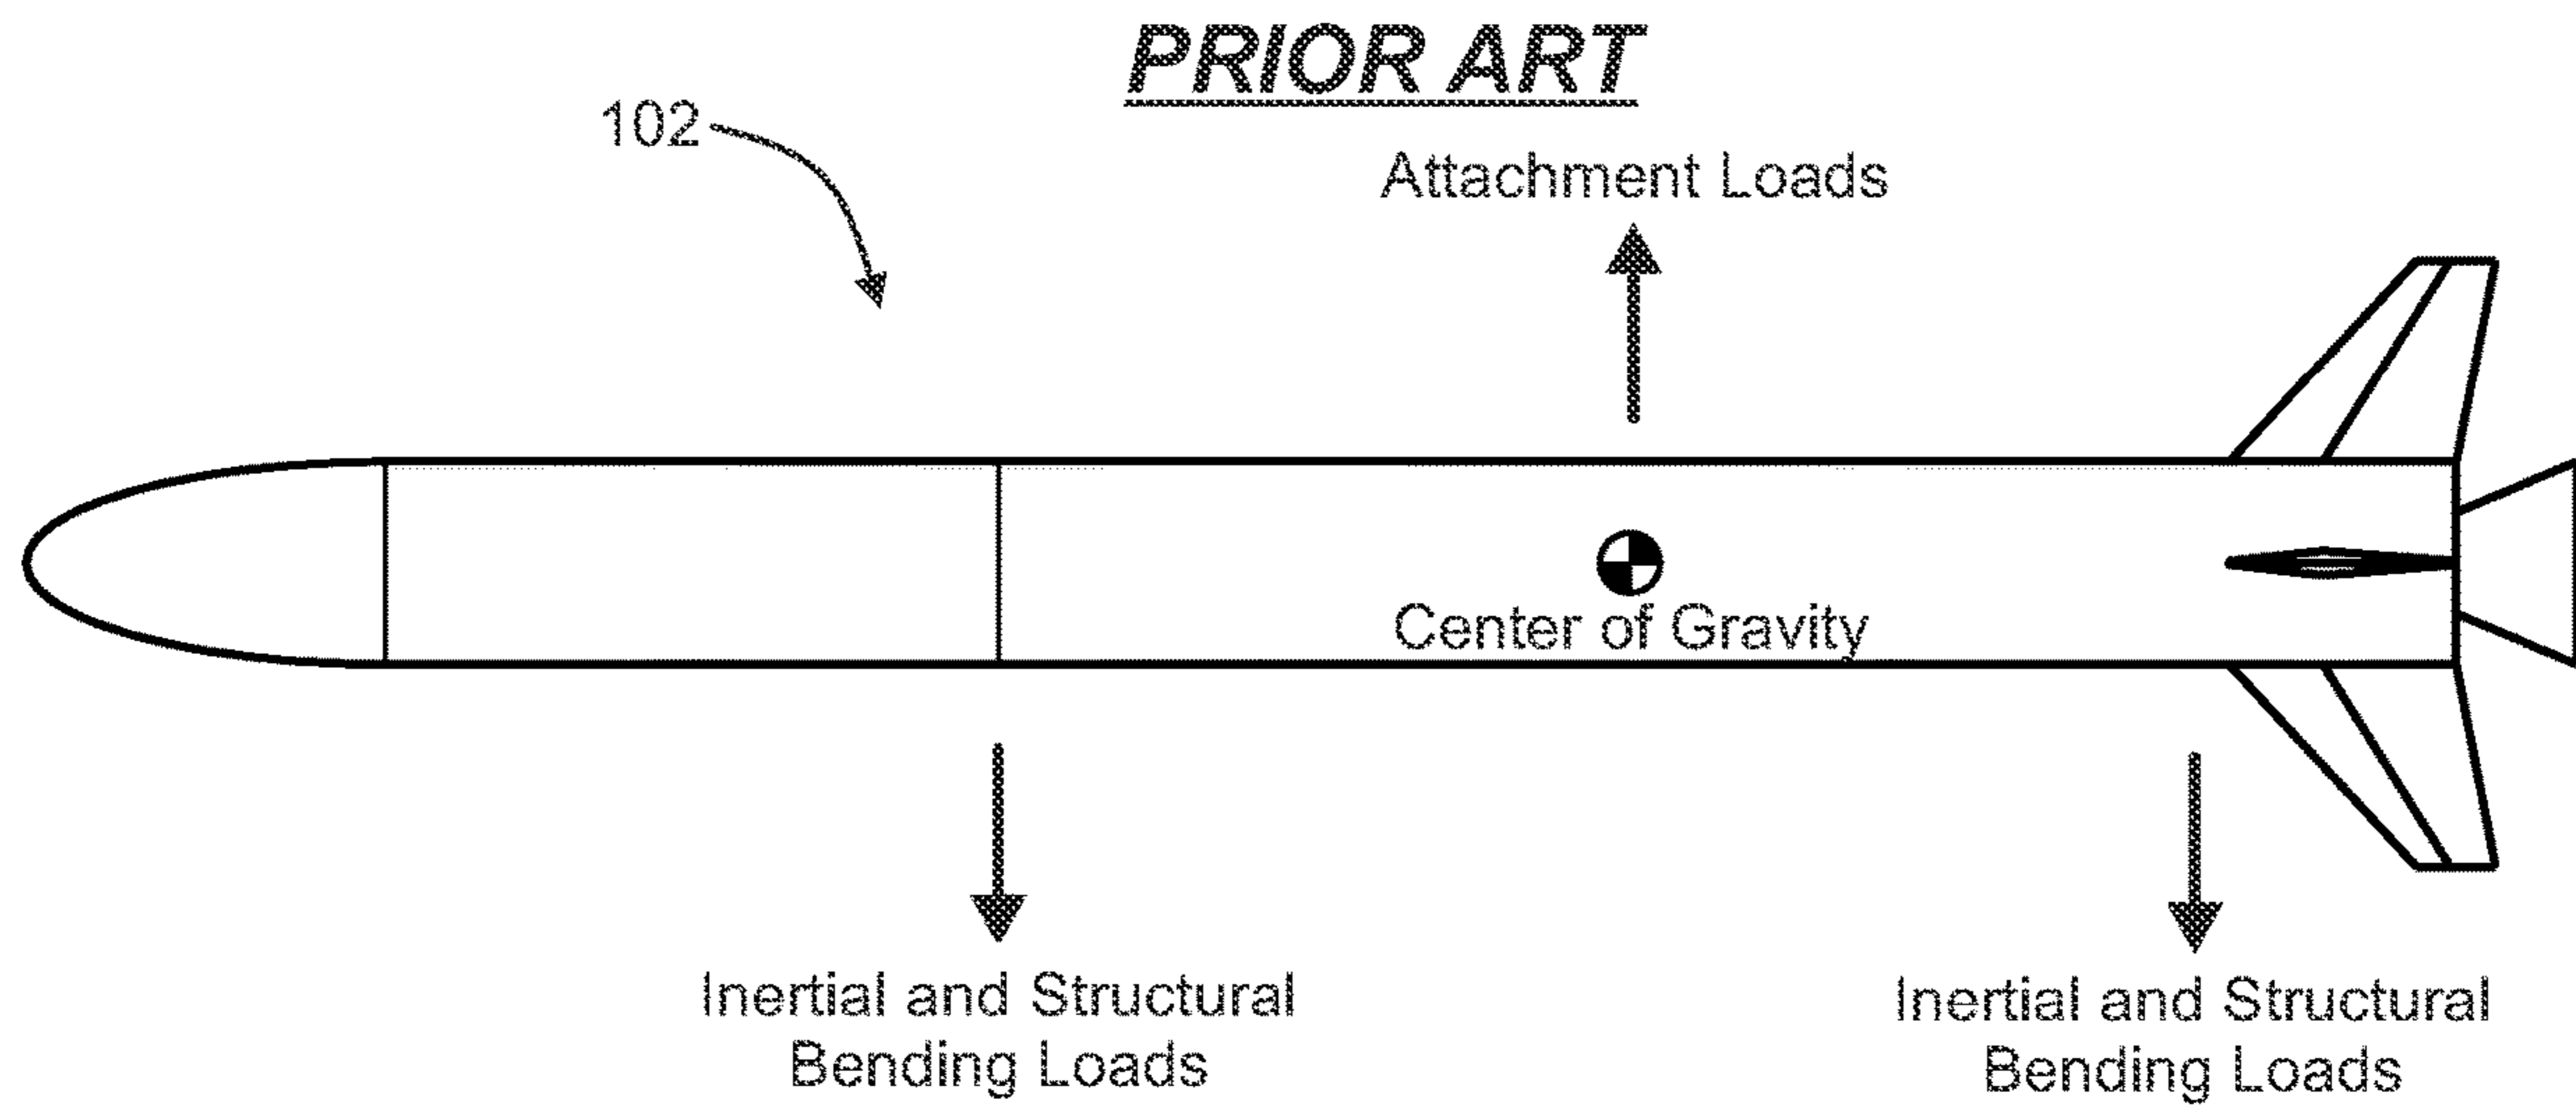 PRIOR ART
102
Attachment Loads
Center of Gravity
Inertial and Structural
Bending Loads
Inertial and Structural
Bending Loads